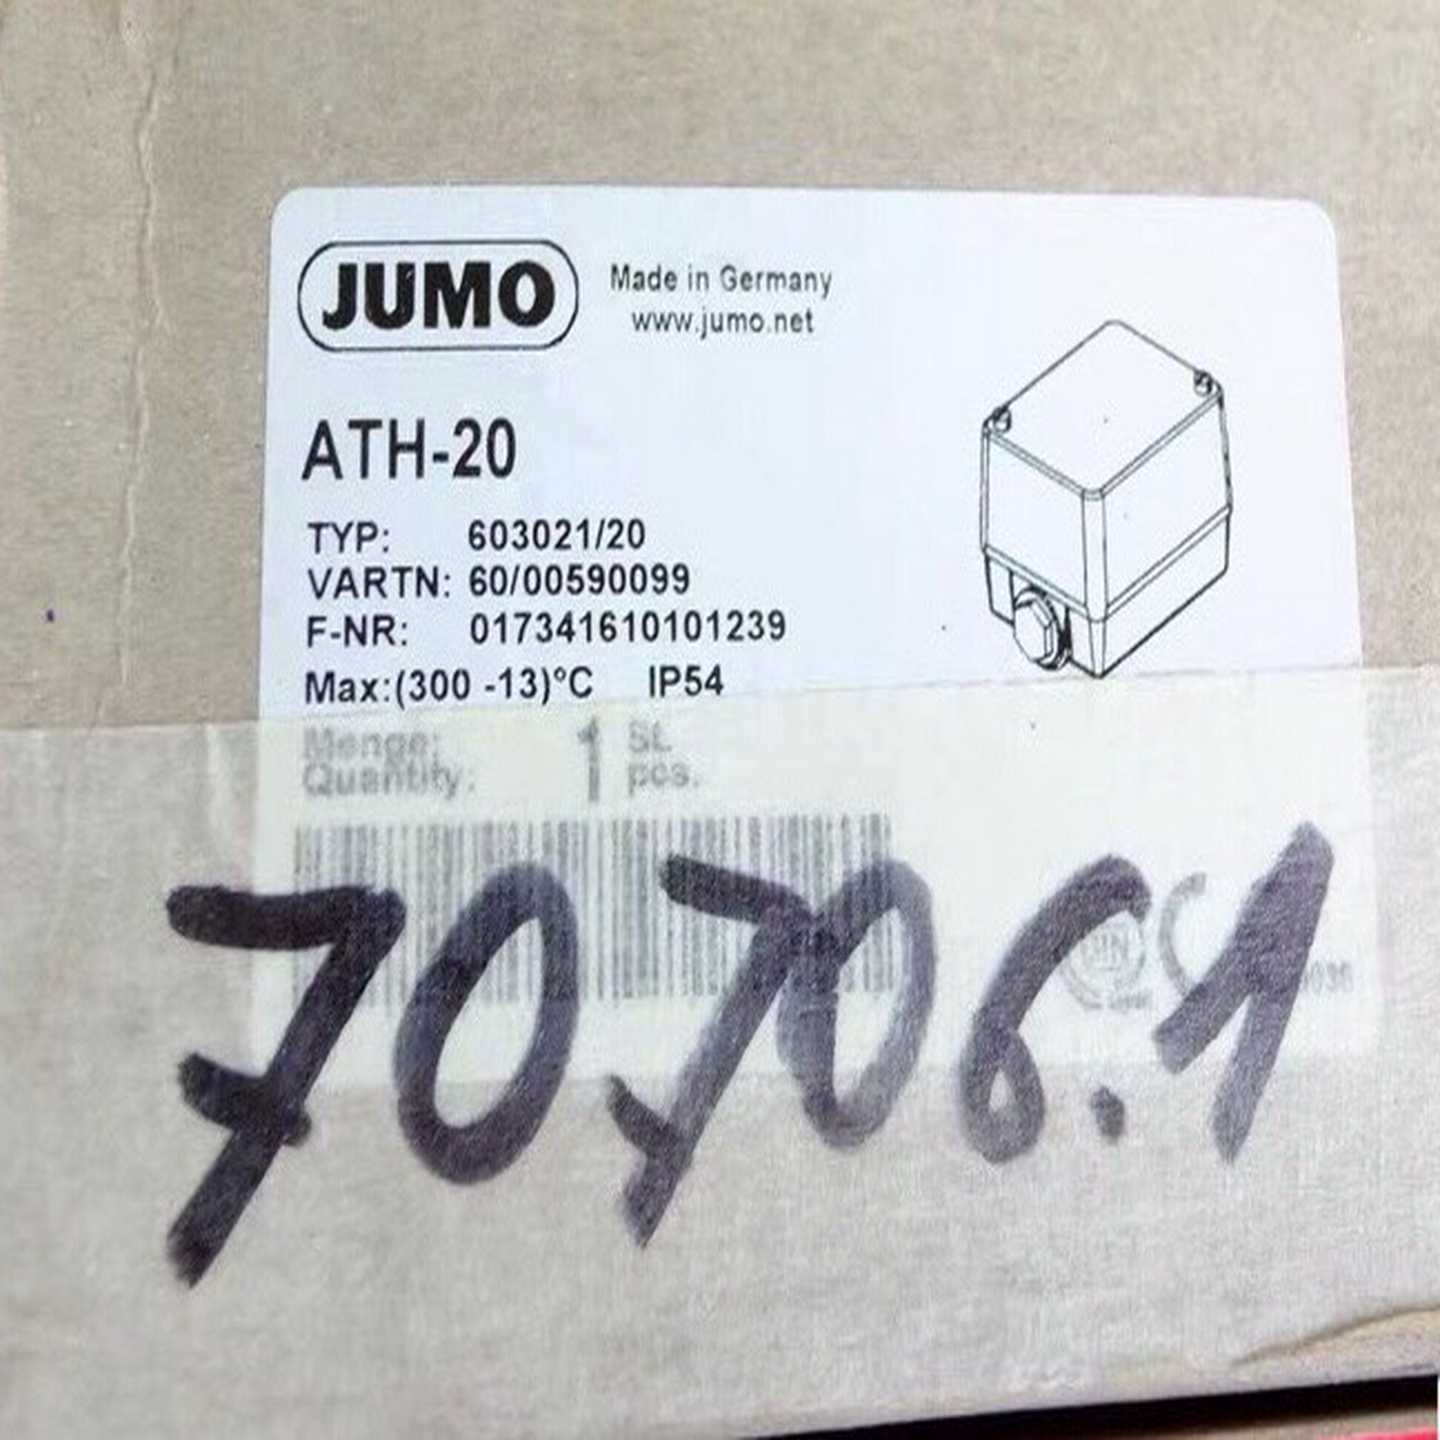 JUMO
Made in Germany
www.jumo.net
ATH-20
TYP: 603021/20
VARTN: 60/00590099
F-NR: 017341610101239
Max:(300 -13)°C IP54
Menge: 1 St.
Quantity: pcs.
70706.1